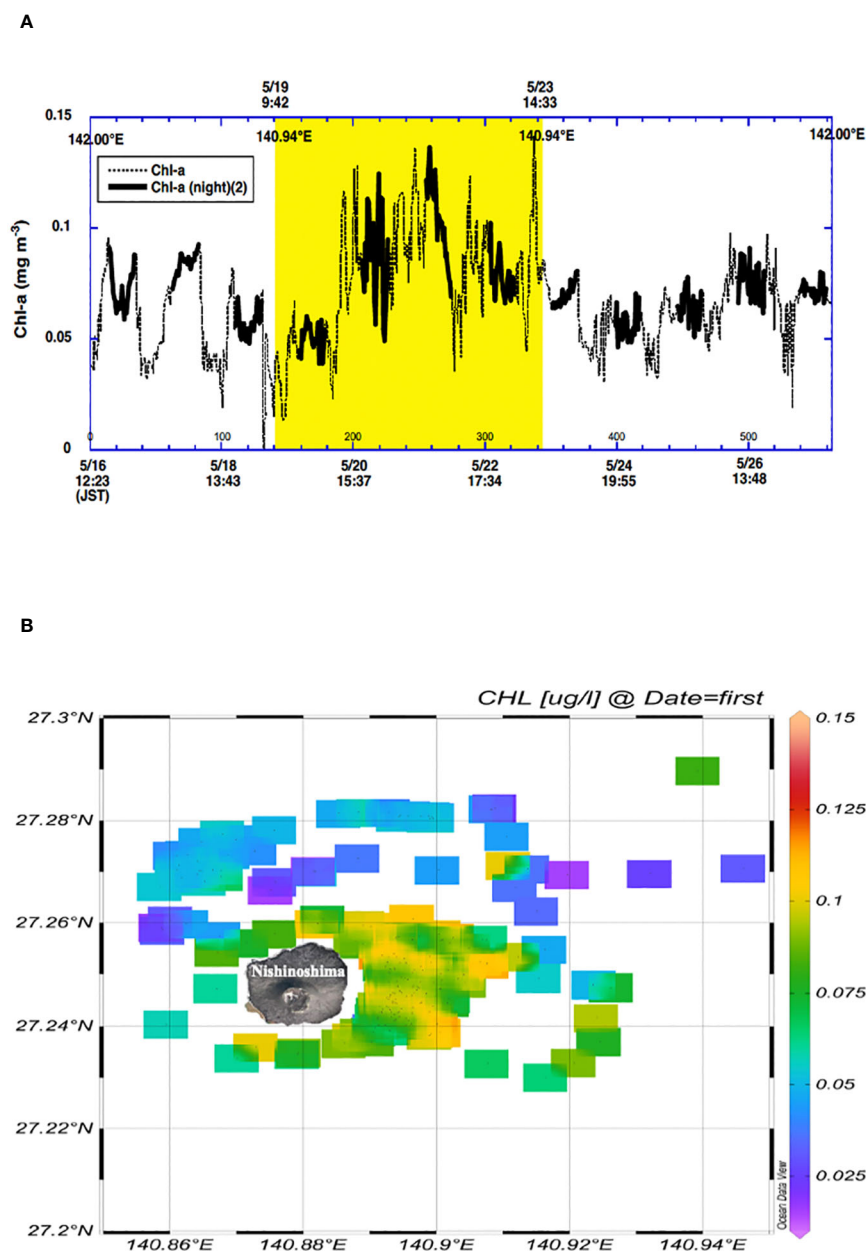 A
5/19
9:42
5/23
14:33
0.15
142.00°E
140.94°E
140.94°E
142.00°E
Chl-a
Chl-a (night)(2)
0.1
Chl-a (mg m-3)
0.05
0
0
100
200
300
400
500
5/16
12:23
(JST)
5/18
13:43
5/20
15:37
5/22
17:34
5/24
19:55
5/26
13:48
B
CHL [ug/l] @ Date=first
27.3°N
27.28°N
27.26°N
27.24°N
27.22°N
27.2°N
Nishinoshima
140.86°E
140.88°E
140.9°E
140.92°E
140.94°E
0.15
0.125
0.1
0.075
0.05
0.025
Ocean Data View